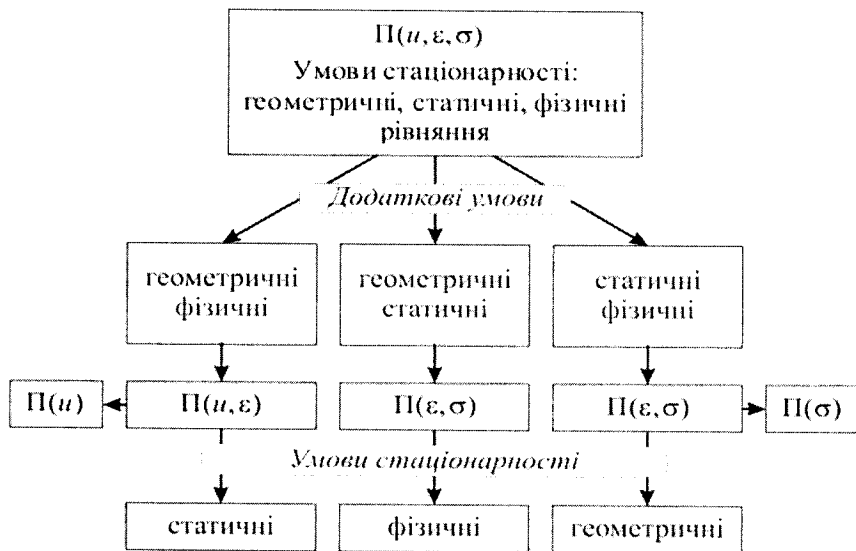 П(u,ε,σ)
Умови стаціонарності:
геометричні, статичні, фізичні
рівняння
Додаткові умови
геометричні
фізичні
геометричні
статичні
статичні
фізичні
П(u)
П(u,ε)
П(ε,σ)
П(ε,σ)
П(σ)
Умови стаціонарності
статичні
фізичні
геометричні